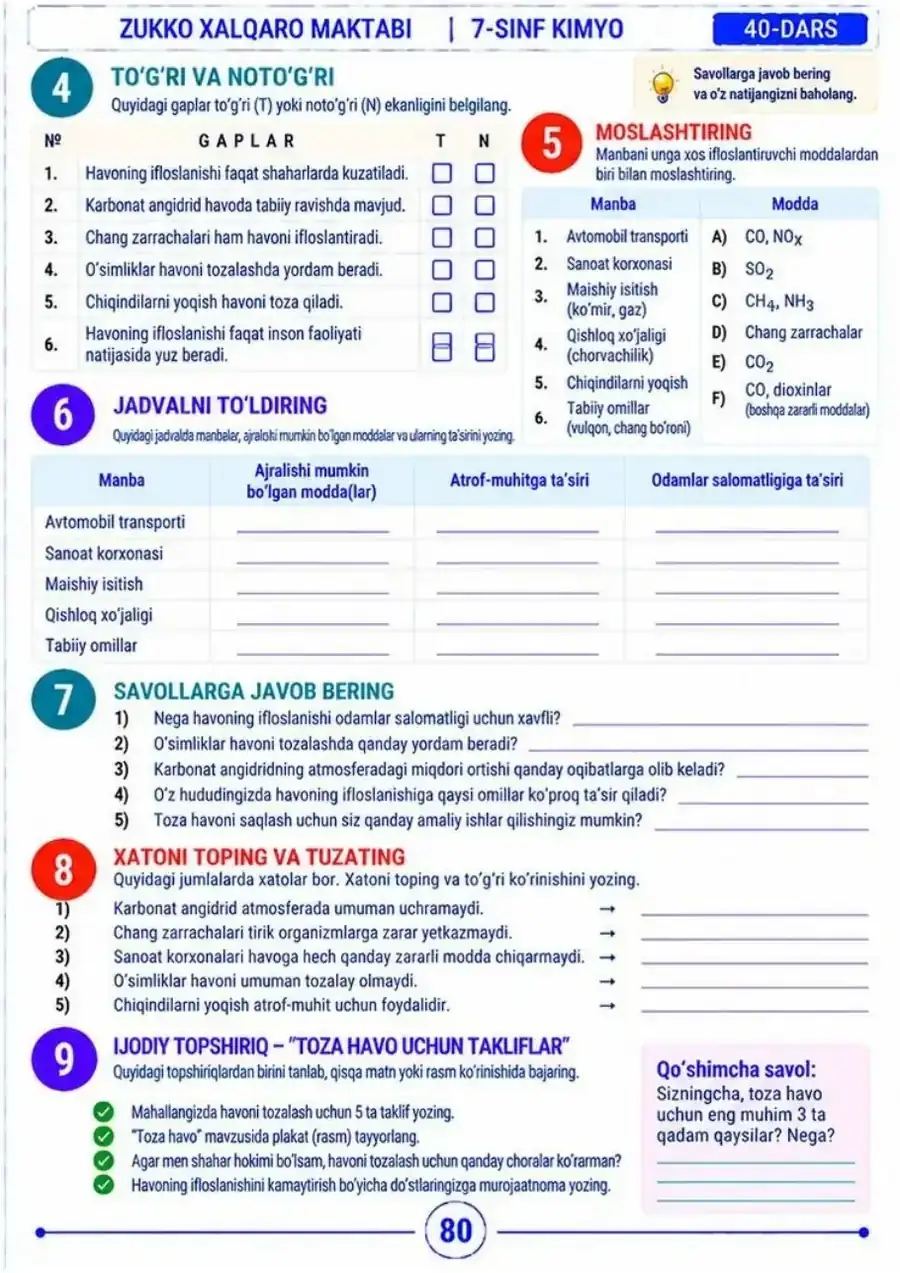 ZUKKO XALQARO MAKTABI | 7-SINF KIMYO 40-DARS
4 TO‘G‘RI VA NOTO‘G‘RI
Quyidagi gaplar to‘g‘ri (T) yoki noto‘g‘ri (N) ekanligini belgilang.
Savollarga javob bering
va o‘z natijangizni baholang.
№ GAPLAR T N
1. Havoning ifloslanishi faqat shaharlarda kuzatiladi.
2. Karbonat angidrid havoda tabiiy ravishda mavjud.
3. Chang zarrachalari ham havoni ifloslantiradi.
4. O‘simliklar havoni tozalashda yordam beradi.
5. Chiqindilarni yoqish havoni toza qiladi.
6. Havoning ifloslanishi faqat inson faoliyati
natijasida yuz beradi.
5 MOSLASHTIRING
Manbani unga xos ifloslantiruvchi moddalardan
biri bilan moslashtiring.
Manba Modda
1. Avtomobil transporti A) CO, NOx
2. Sanoat korxonasi B) SO2
3. Maishiy isitish
(ko‘mir, gaz) C) CH4, NH3
4. Qishloq xo‘jaligi
(chorvachilik) D) Chang zarrachalar
5. Chiqindilarni yoqish E) CO2
6. Tabiiy omillar
(vulqon, chang bo‘roni) F) CO, dioxinlar
(boshqa zararli moddalar)
6 JADVALNI TO‘LDIRING
Quyidagi jadvalda manbalar, ajralishi mumkin bo‘lgan moddalar va ularning ta’sirini yozing.
Manba Ajralishi mumkin
bo‘lgan modda(lar) Atrof-muhitga ta’siri Odamlar salomatligiga ta’siri
Avtomobil transporti
Sanoat korxonasi
Maishiy isitish
Qishloq xo‘jaligi
Tabiiy omillar
7 SAVOLLARGA JAVOB BERING
1) Nega havoning ifloslanishi odamlar salomatligi uchun xavfli?
2) O‘simliklar havoni tozalashda qanday yordam beradi?
3) Karbonat angidridning atmosferadagi miqdori ortishi qanday oqibatlarga olib keladi?
4) O‘z hududingizda havoning ifloslanishiga qaysi omillar ko‘proq ta’sir qiladi?
5) Toza havoni saqlash uchun siz qanday amaliy ishlar qilishingiz mumkin?
8 XATONI TOPING VA TUZATING
Quyidagi jumlalarda xatolar bor. Xatoni toping va to‘g‘ri ko‘rinishini yozing.
1) Karbonat angidrid atmosferada umuman uchramaydi. →
2) Chang zarrachalari tirik organizmlarga zarar yetkazmaydi. →
3) Sanoat korxonalari havoga hech qanday zararli modda chiqarmaydi. →
4) O‘simliklar havoni umuman tozalay olmaydi. →
5) Chiqindilarni yoqish atrof-muhit uchun foydalidir. →
9 IJODIY TOPSHIRIQ – "TOZA HAVO UCHUN TAKLIFLAR"
Quyidagi topshiriqlardan birini tanlab, qisqa matn yoki rasm ko‘rinishida bajaring.
Mahallangizda havoni tozalash uchun 5 ta taklif yozing.
"Toza havo" mavzusida plakat (rasm) tayyorlang.
Agar men shahar hokimi bo‘lsam, havoni tozalash uchun qanday choralar ko‘rarman?
Havoning ifloslanishini kamaytirish bo‘yicha do‘stlaringizga murojaatnoma yozing.
Qo‘shimcha savol:
Sizningcha, toza havo
uchun eng muhim 3 ta
qadam qaysilar? Nega?
80